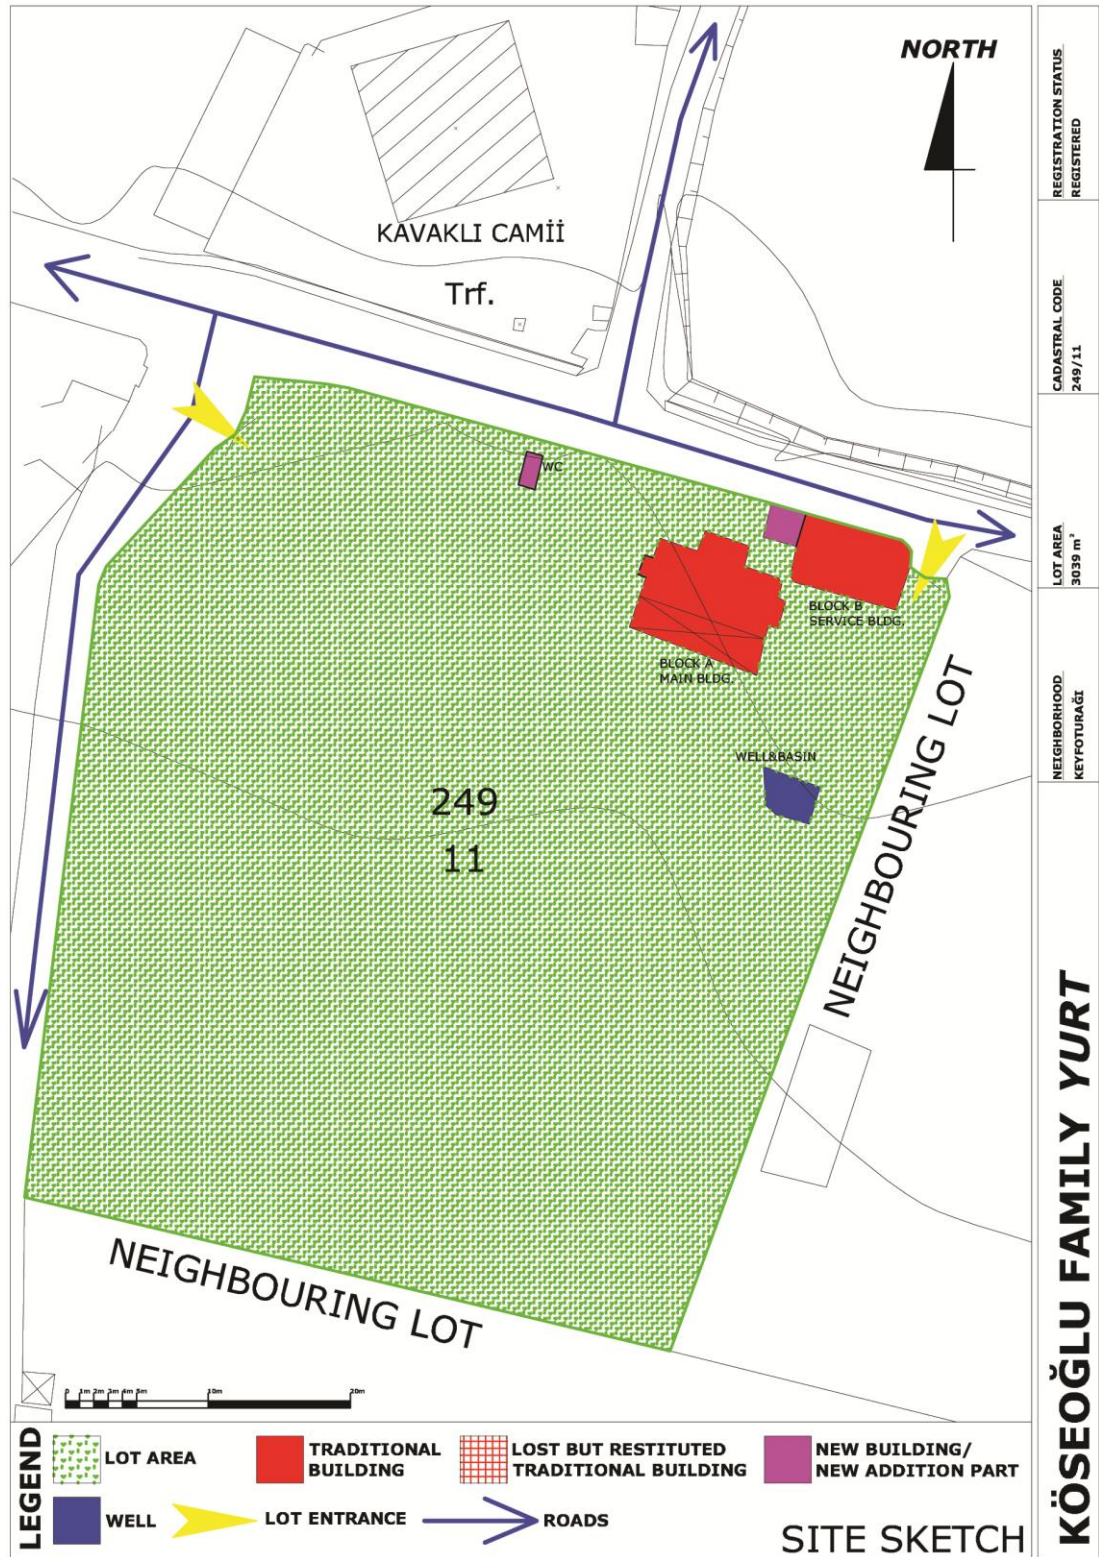 NORTH
KAVAKLI CAMİİ
Trf.
WC
BLOCK B
SERVICE BLDG.
BLOCK A
MAIN BLDG.
WELL&BASIN
249
11
NEIGHBOURING LOT
NEIGHBOURING LOT
0 1m 2m 3m 4m 5m 10m 20m
LEGEND
LOT AREA
TRADITIONAL
BUILDING
LOST BUT RESTITUTED
TRADITIONAL BUILDING
NEW BUILDING/
NEW ADDITION PART
WELL
LOT ENTRANCE
ROADS
SITE SKETCH
REGISTRATION STATUS
REGISTERED
CADASTRAL CODE
249/11
LOT AREA
3039 m²
NEIGHBORHOOD
KEYFOTURAĞI
KÖSEOĞLU FAMILY YURT